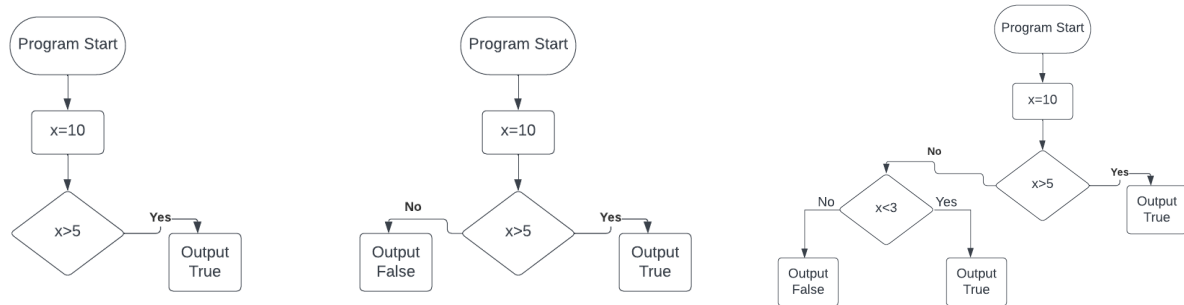 Program Start
x=10
x>5
Yes
Output
True
Program Start
x=10
x>5
No
Yes
Output
False
Output
True
Program Start
x=10
x>5
No
Yes
Output
True
x<3
No
Yes
Output
False
Output
True